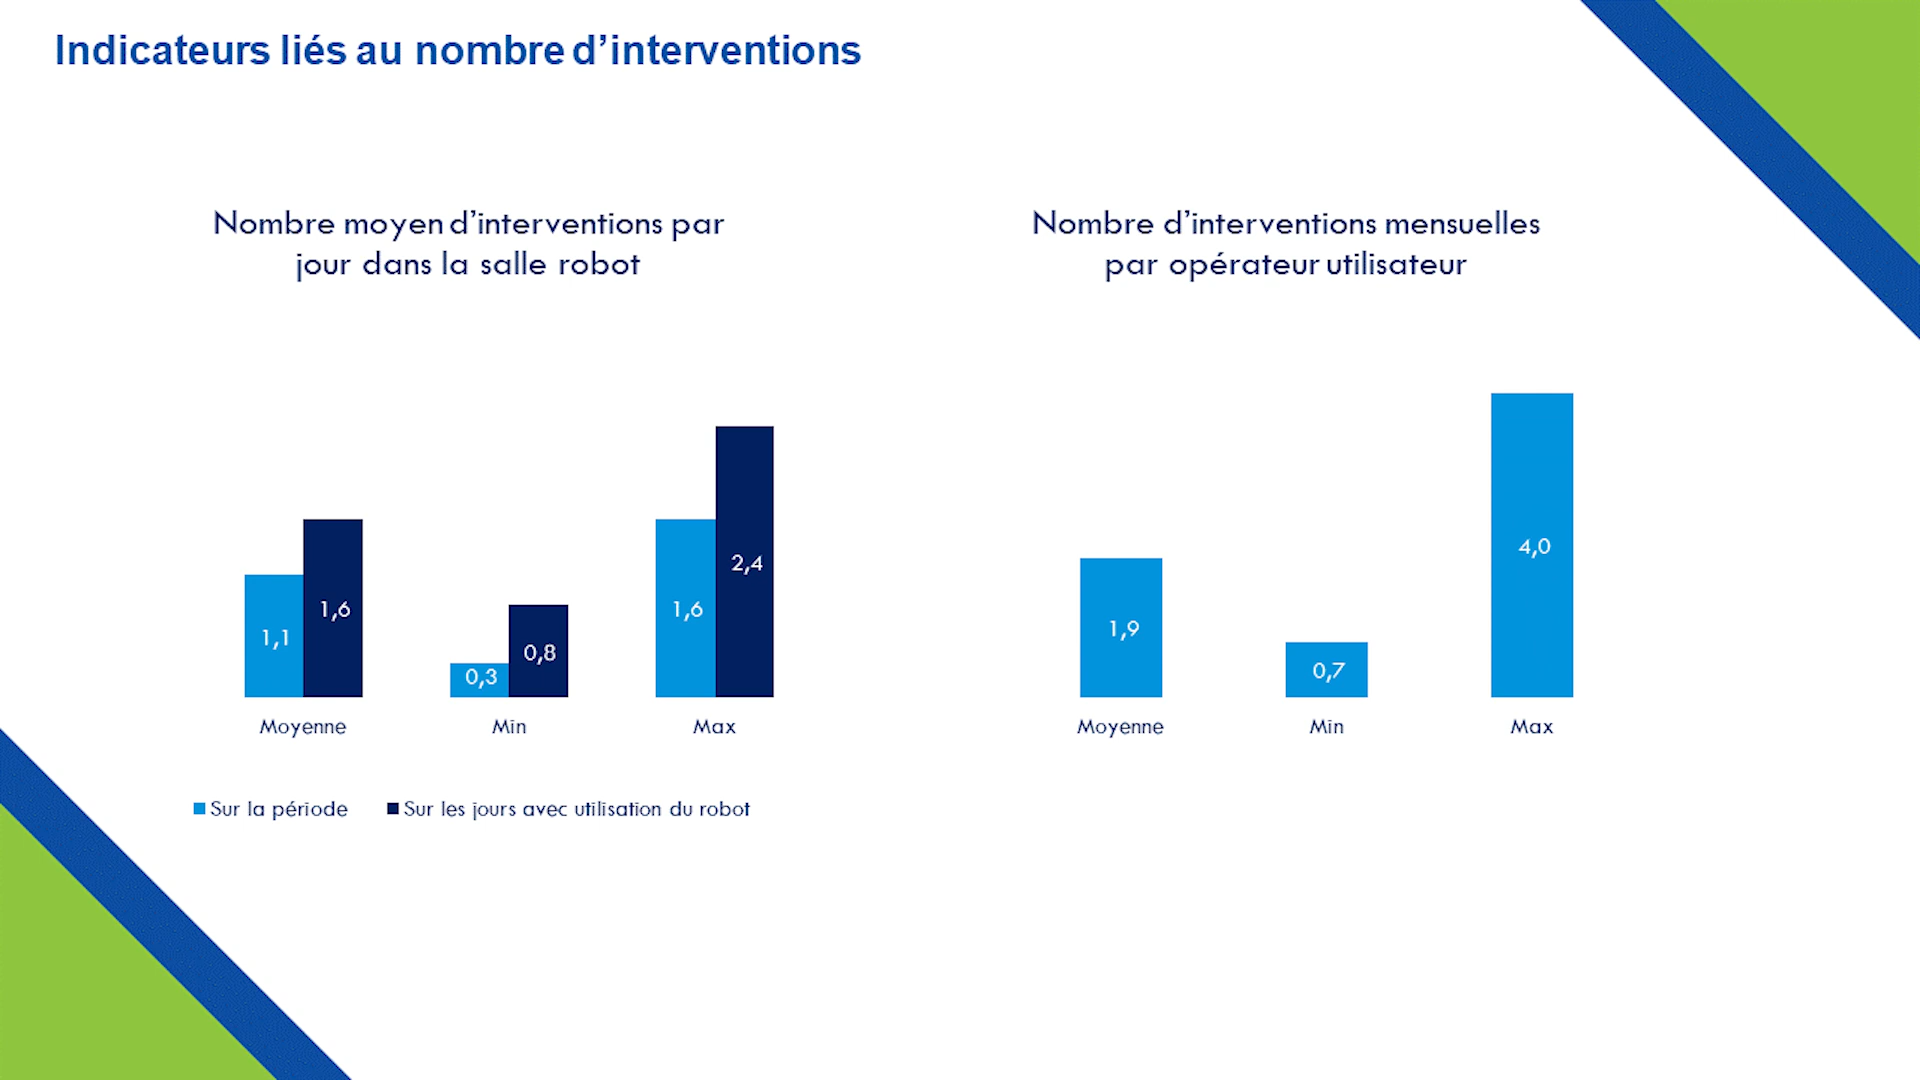 Indicateurs liés au nombre d’interventions
Nombre moyen d’interventions par
jour dans la salle robot
1,1
1,6
0,3
0,8
1,6
2,4
Moyenne
Min
Max
Sur la période
Sur les jours avec utilisation du robot
Nombre d’interventions mensuelles
par opérateur utilisateur
1,9
0,7
4,0
Moyenne
Min
Max